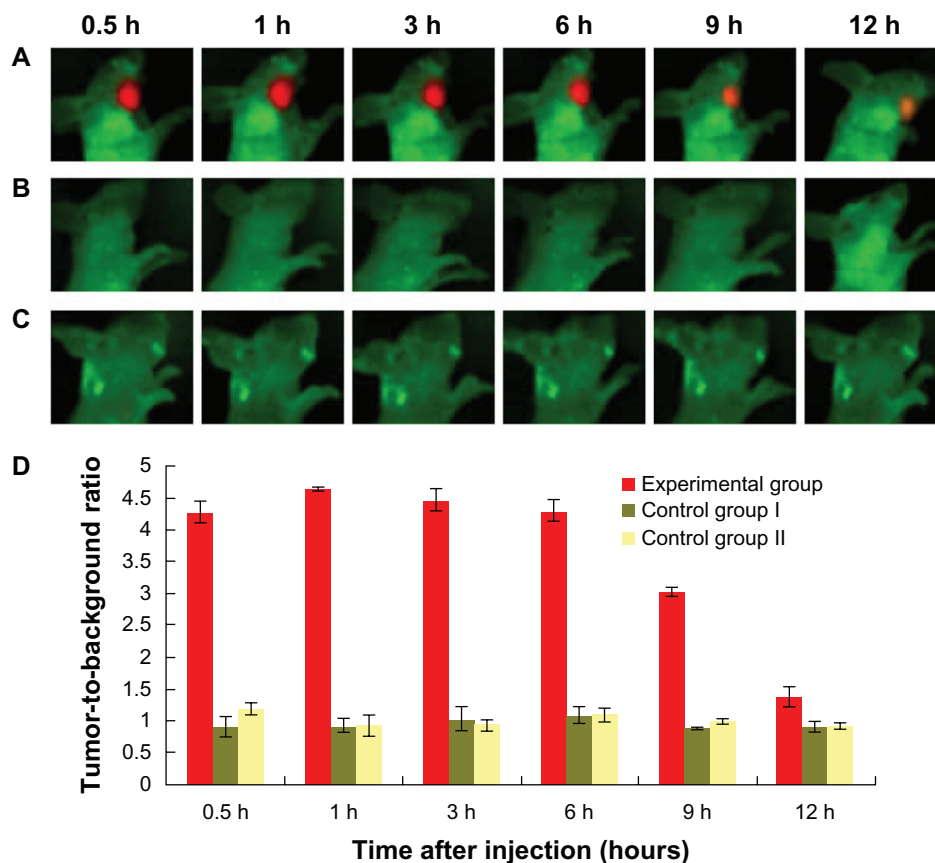 0.5 h 1 h 3 h 6 h 9 h 12 h
A
B
C
D
Tumor-to-background ratio
5
4.5
4
3.5
3
2.5
2
1.5
1
0.5
0
Experimental group
Control group I
Control group II
0.5 h 1 h 3 h 6 h 9 h 12 h
Time after injection (hours)